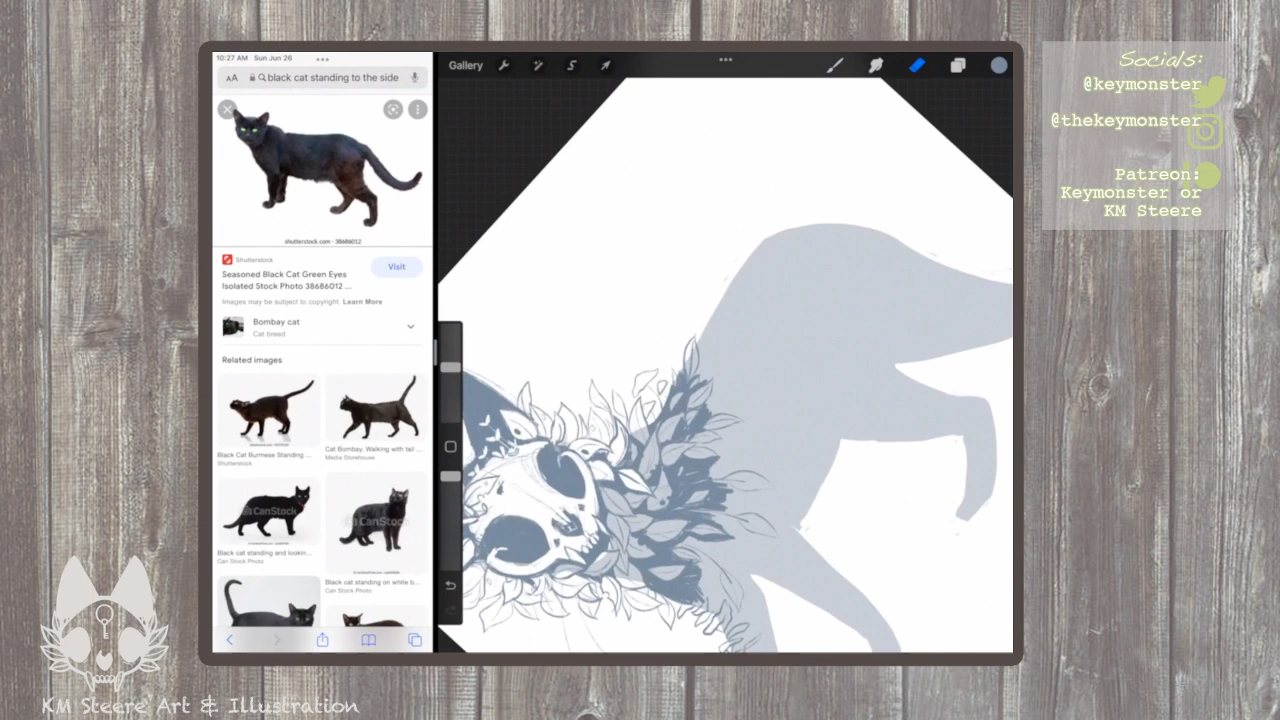 10:27 AM Sun Jun 26
AA black cat standing to the side
shutterstock.com · 38686012
Shutterstock
Seasoned Black Cat Green Eyes
Isolated Stock Photo 38686012 ...
Visit
Images may be subject to copyright. Learn More
Bombay cat
Cat breed
Related images
Black Cat Burmese Standing ...
Shutterstock
Cat Bombay. Walking with tail ...
Media Storehouse
CanStock
CanStock
Black cat standing and lookin...
Can Stock Photo
Black cat standing on white b...
Can Stock Photo
Gallery
Socials:
@keymonster
@thekeymonster
Patreon:
Keymonster or
KM Steere
KM Steere Art & Illustration